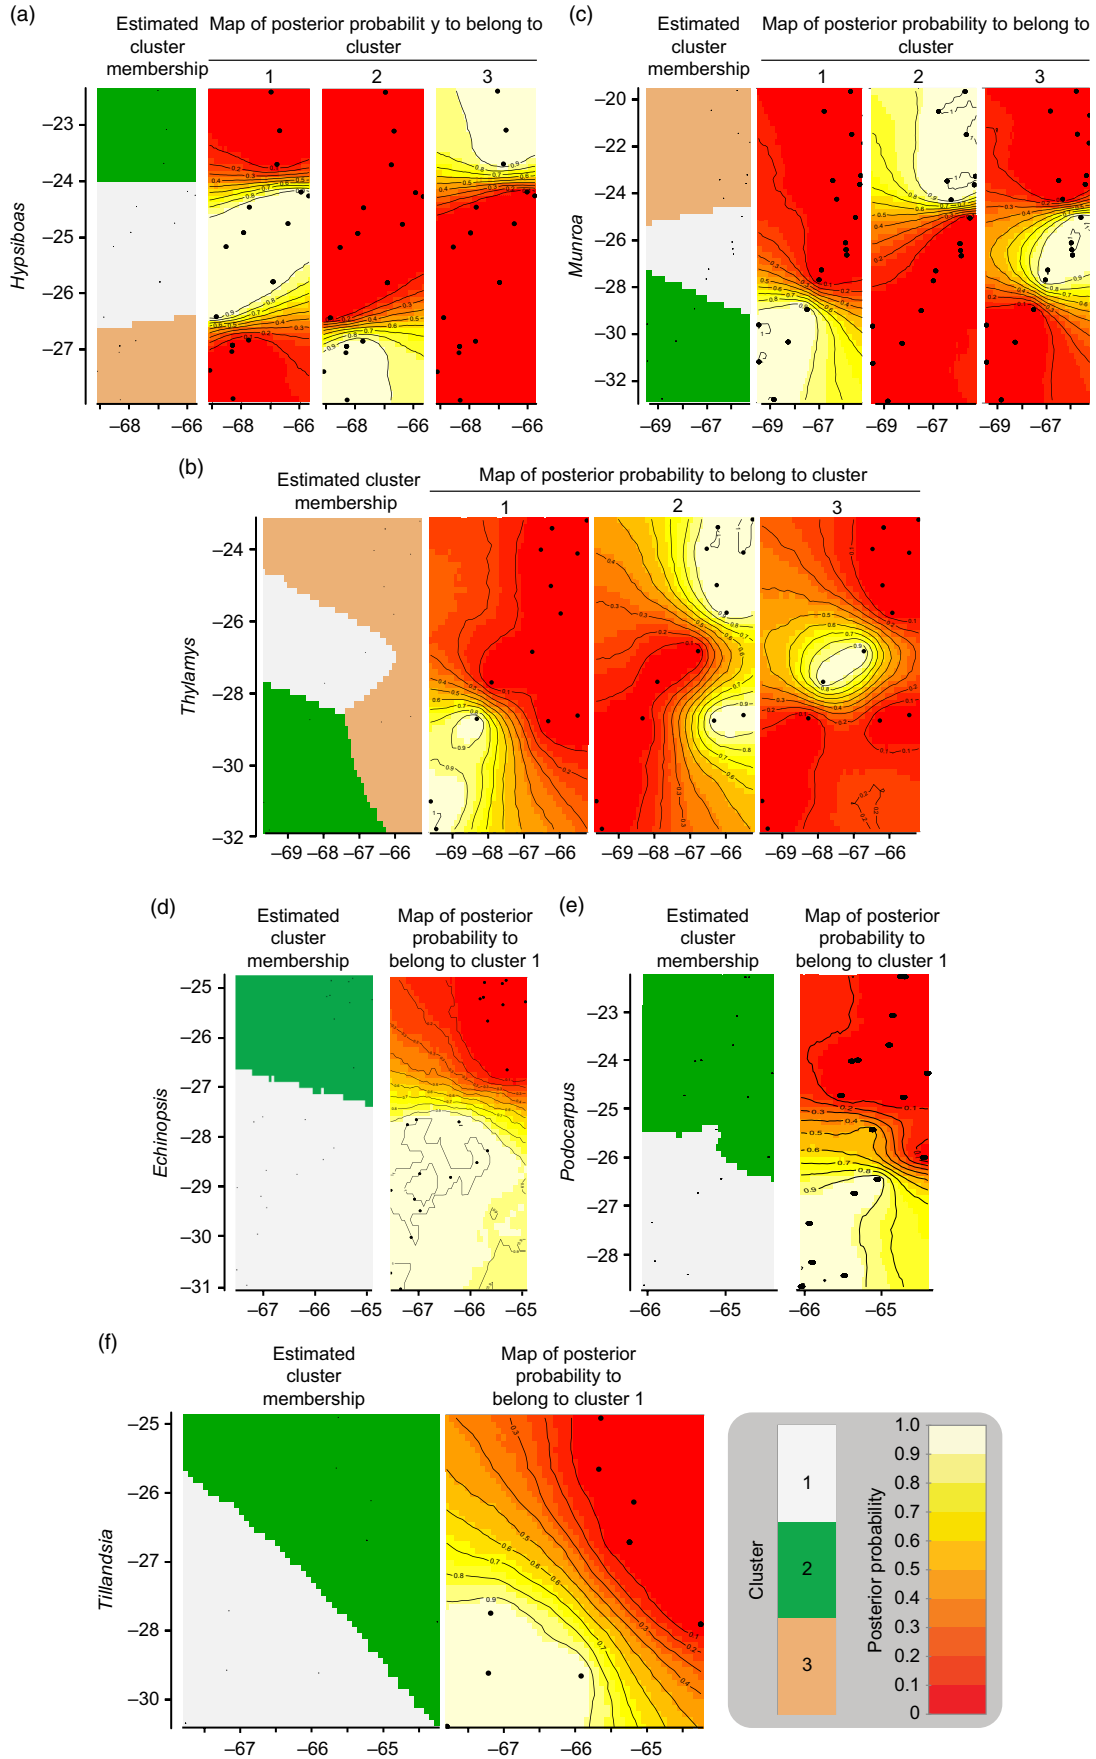 (a)
Estimated
cluster
membership
Map of posterior probabilit y to belong to
cluster
1 2 3
Hypsiboas
–23
–24
–25
–26
–27
–68 –66 –68 –66 –68 –66 –68 –66
(c)
Estimated
cluster
membership
Map of posterior probability to belong to
cluster
1 2 3
Munroa
–20
–22
–24
–26
–28
–30
–32
–69 –67 –69 –67 –69 –67 –69 –67
(b)
Estimated cluster
membership
Map of posterior probability to belong to cluster
1 2 3
Thylamys
–24
–26
–28
–30
–32
–69 –68 –67 –66 –69 –68 –67 –66 –69 –68 –67 –66 –69 –68 –67 –66
(d)
Estimated
cluster
membership
Map of posterior
probability to
belong to cluster 1
Echinopsis
–25
–26
–27
–28
–29
–30
–31
–67 –66 –65 –67 –66 –65
(e)
Estimated
cluster
membership
Map of posterior
probability to
belong to cluster 1
Podocarpus
–23
–24
–25
–26
–27
–28
–66 –65 –66 –65
(f)
Estimated
cluster
membership
Map of posterior
probability to
belong to cluster 1
Tillandsia
–25
–26
–27
–28
–29
–30
–67 –66 –65 –67 –66 –65
Cluster
1
2
3
Posterior probability
1.0
0.9
0.8
0.7
0.6
0.5
0.4
0.3
0.2
0.1
0